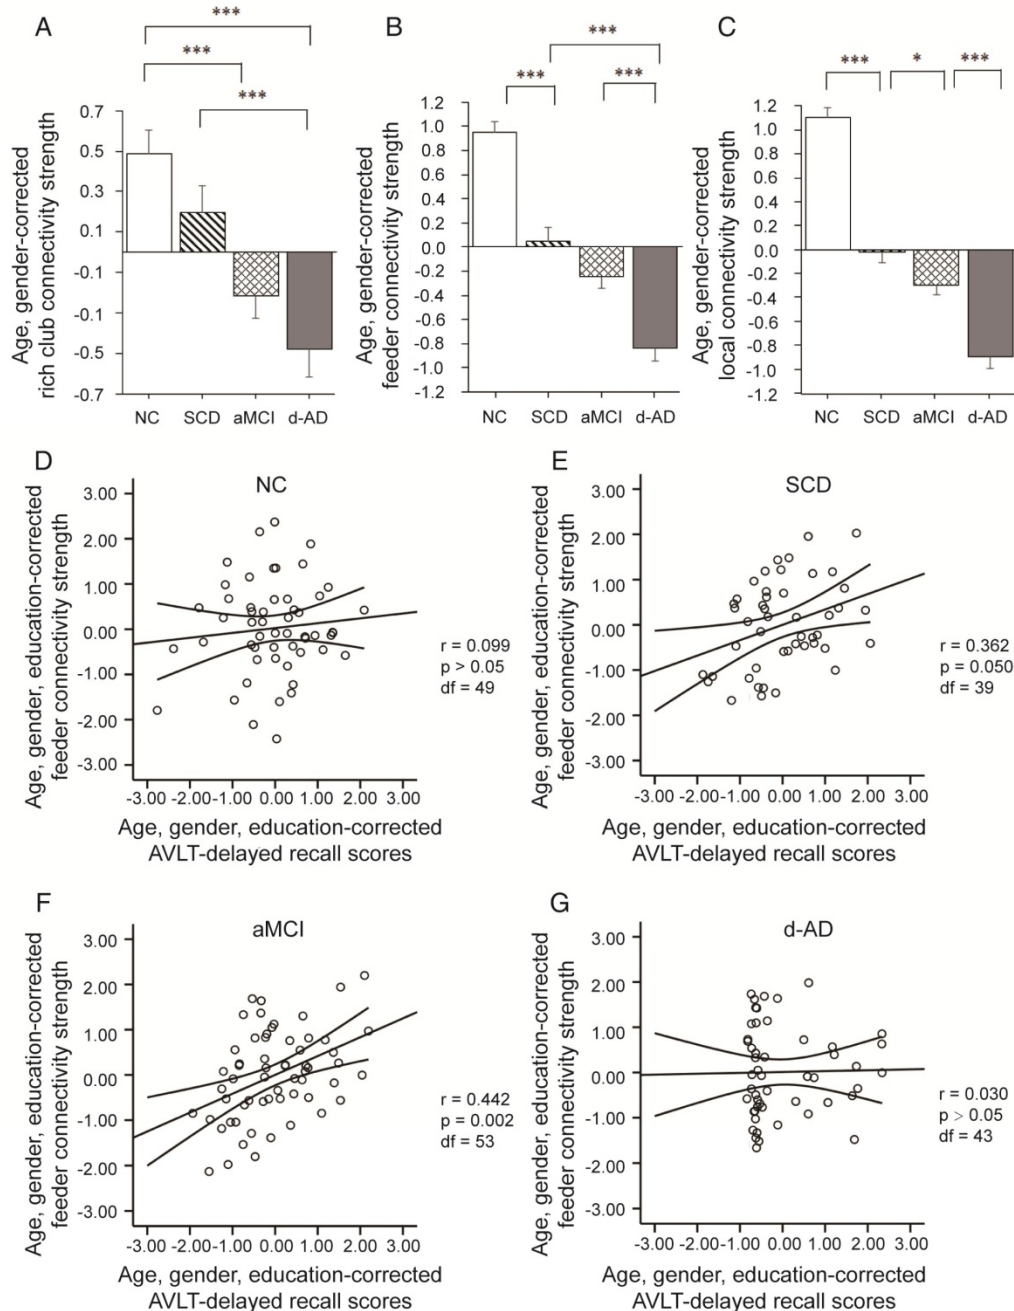 A
B
C
***
***
***
***
***
***
***
*
***
Age, gender-corrected
rich club connectivity strength
0.7
0.5
0.3
0.1
-0.1
-0.3
-0.5
-0.7
NC SCD aMCI d-AD
Age, gender-corrected
feeder connectivity strength
1.2
1.0
0.8
0.6
0.4
0.2
0.0
-0.2
-0.4
-0.6
-0.8
-1.0
-1.2
NC SCD aMCI d-AD
Age, gender-corrected
local connectivity strength
1.2
1.0
0.8
0.6
0.4
0.2
0.0
-0.2
-0.4
-0.6
-0.8
-1.0
-1.2
NC SCD aMCI d-AD
D
NC
Age, gender, education-corrected
feeder connectivity strength
3.00
2.00
1.00
0.00
-1.00
-2.00
-3.00
-3.00 -2.00 -1.00 0.00 1.00 2.00 3.00
Age, gender, education-corrected
AVLT-delayed recall scores
r = 0.099
p > 0.05
df = 49
E
SCD
Age, gender, education-corrected
feeder connectivity strength
3.00
2.00
1.00
0.00
-1.00
-2.00
-3.00
-3.00 -2.00 -1.00 0.00 1.00 2.00 3.00
Age, gender, education-corrected
AVLT-delayed recall scores
r = 0.362
p = 0.050
df = 39
F
aMCI
Age, gender, education-corrected
feeder connectivity strength
3.00
2.00
1.00
0.00
-1.00
-2.00
-3.00
-3.00 -2.00 -1.00 0.00 1.00 2.00 3.00
Age, gender, education-corrected
AVLT-delayed recall scores
r = 0.442
p = 0.002
df = 53
G
d-AD
Age, gender, education-corrected
feeder connectivity strength
3.00
2.00
1.00
0.00
-1.00
-2.00
-3.00
-3.00 -2.00 -1.00 0.00 1.00 2.00 3.00
Age, gender, education-corrected
AVLT-delayed recall scores
r = 0.030
p > 0.05
df = 43